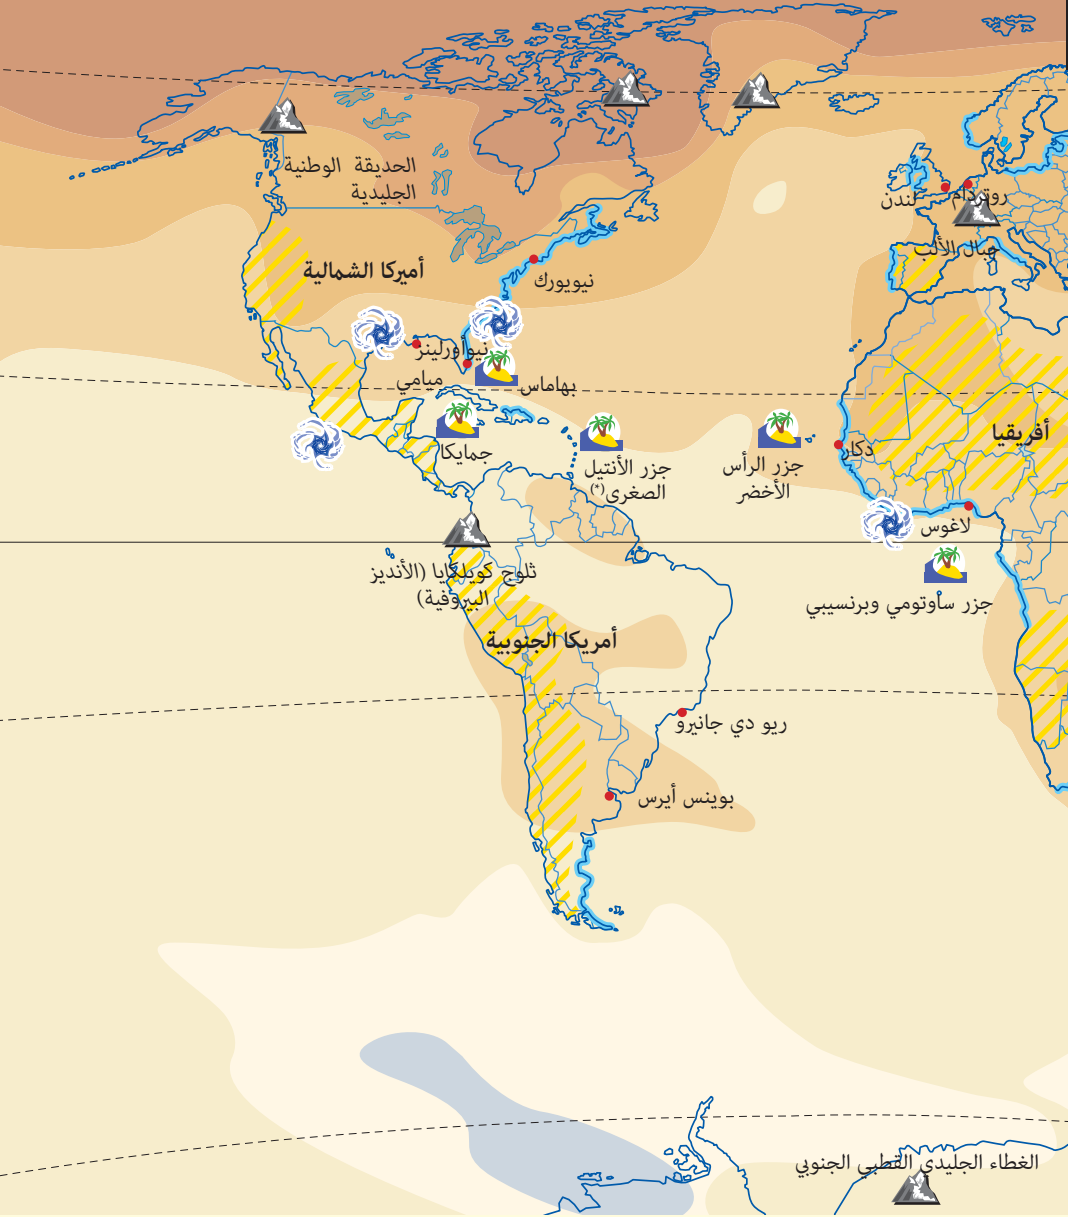 الحديقة الوطنية
الجليدية
لندن
روتردام
جبال الألب
أميركا الشمالية
نيويورك
نيوأورلينز
ميامي
بهاماس
جمايكا
جزر الأنتيل
الصغرى(*)
جزر الرأس
الأخضر
دكار
أفريقيا
لاغوس
ثلوج كويلكايا (الأنديز
البيروفية)
جزر ساوتومي وبرنسيبي
أمريكا الجنوبية
ريو دي جانيرو
بوينس أيرس
الغطاء الجليدي القطبي الجنوبي